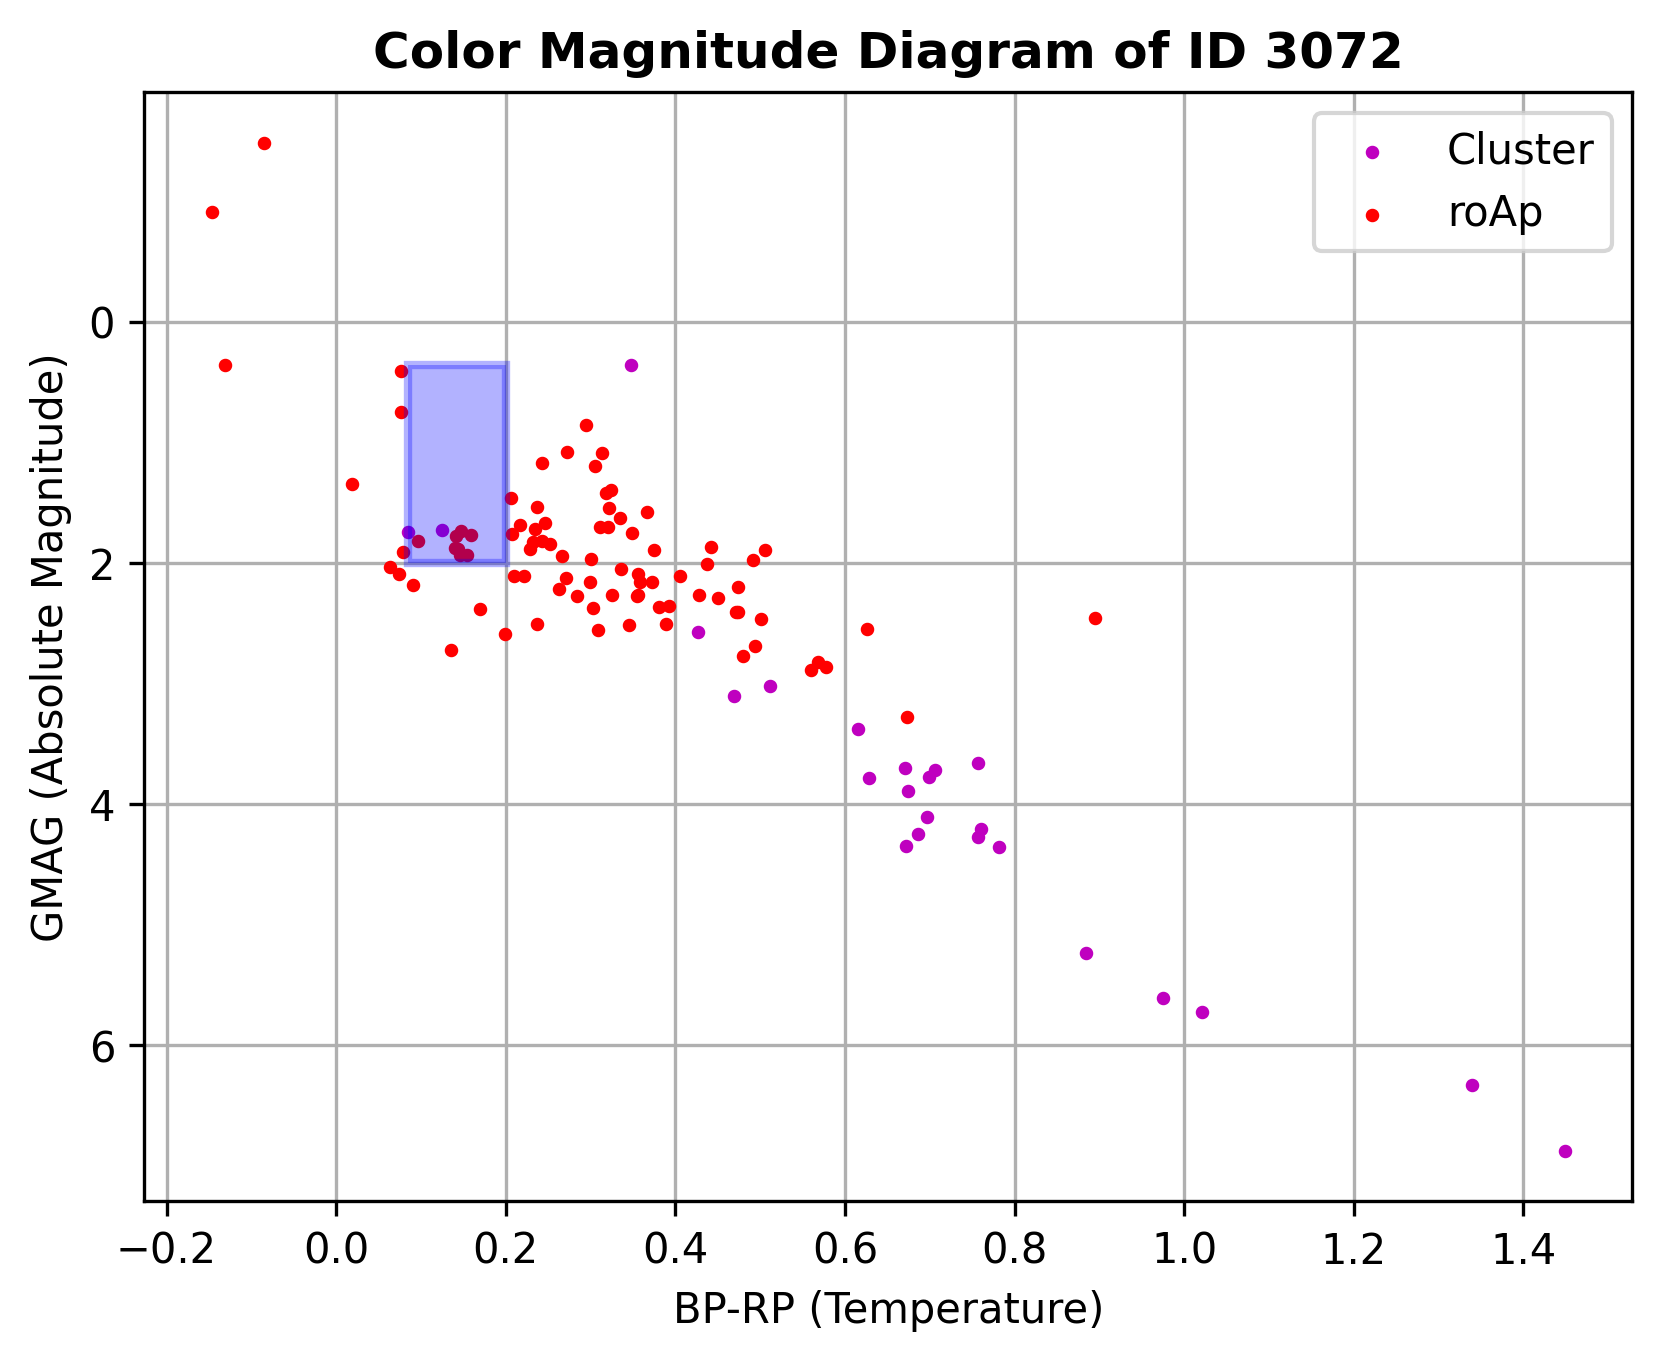 Color Magnitude Diagram of ID 3072
Cluster
roAp
GMAG (Absolute Magnitude)
0
2
4
6
−0.2 0.0 0.2 0.4 0.6 0.8 1.0 1.2 1.4
BP-RP (Temperature)